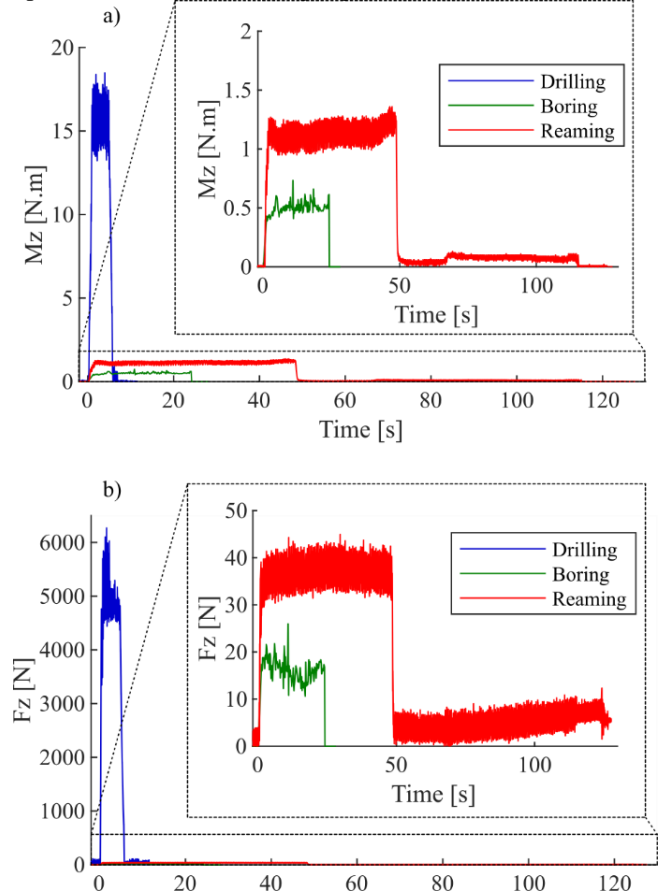 a)
20
15
10
5
0
Mz [N.m]
2
1.5
1
0.5
0
Mz [N.m]
Drilling
Boring
Reaming
0 50 100
Time [s]
0 20 40 60 80 100 120
Time [s]
b)
6000
5000
4000
3000
2000
1000
0
Fz [N]
50
40
30
20
10
0
Fz [N]
Drilling
Boring
Reaming
0 50 100
Time [s]
0 20 40 60 80 100 120
Time [s]